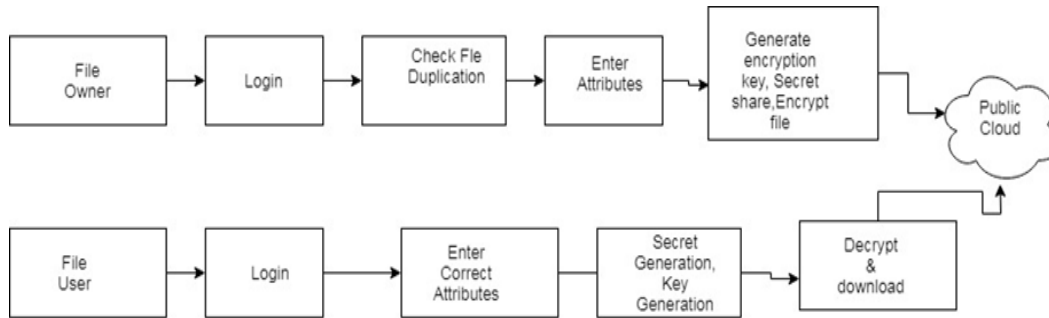 File
Owner
Login
Check Fle
Duplication
Enter
Attributes
Generate
encryption
key, Secret
share,Encrypt
file
Public
Cloud
File
User
Login
Enter
Correct
Attributes
Secret
Generation,
Key
Generation
Decrypt
&
download